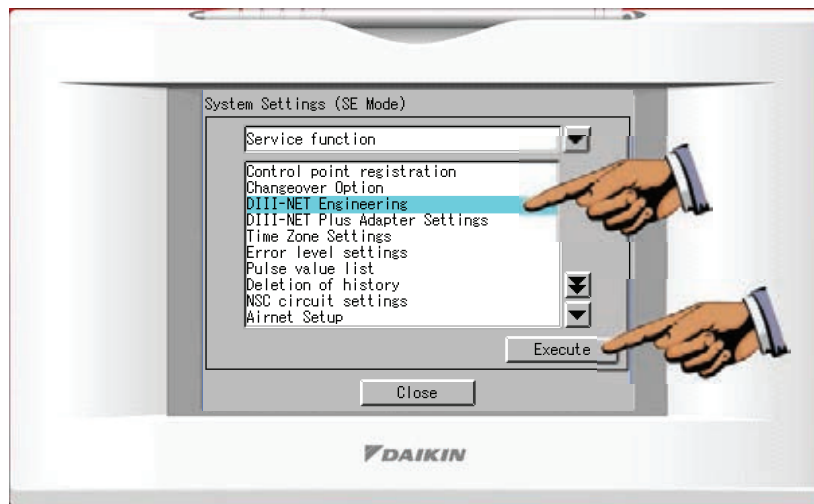 System Settings (SE Mode)
Service function
Control point registration
Changeover Option
DIII-NET Engineering
DIII-NET Plus Adapter Settings
Time Zone Settings
Error level settings
Pulse value list
Deletion of history
NSC circuit settings
Airnet Setup
Execute
Close
DAIKIN